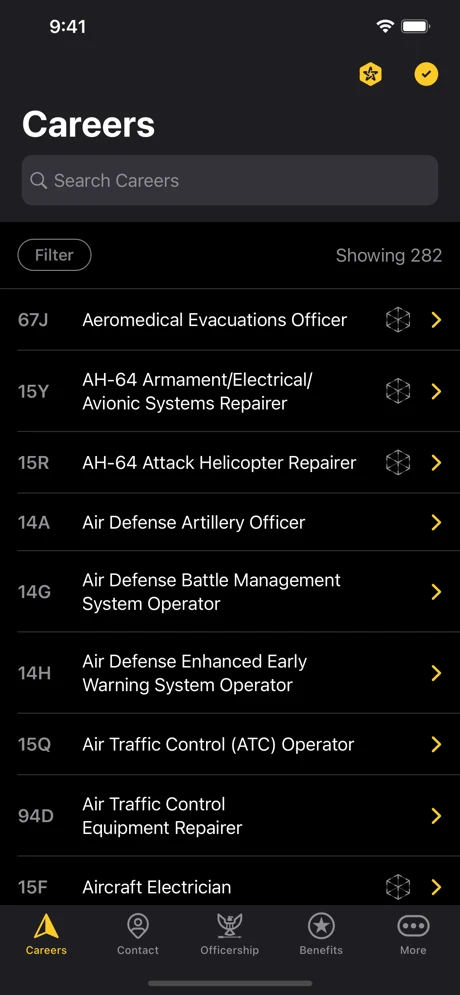 9:41
Careers
Search Careers
Filter
Showing 282
67J
Aeromedical Evacuations Officer
15Y
AH-64 Armament/Electrical/
Avionic Systems Repairer
15R
AH-64 Attack Helicopter Repairer
14A
Air Defense Artillery Officer
14G
Air Defense Battle Management
System Operator
14H
Air Defense Enhanced Early
Warning System Operator
15Q
Air Traffic Control (ATC) Operator
94D
Air Traffic Control
Equipment Repairer
15F
Aircraft Electrician
Careers
Contact
Officership
Benefits
More